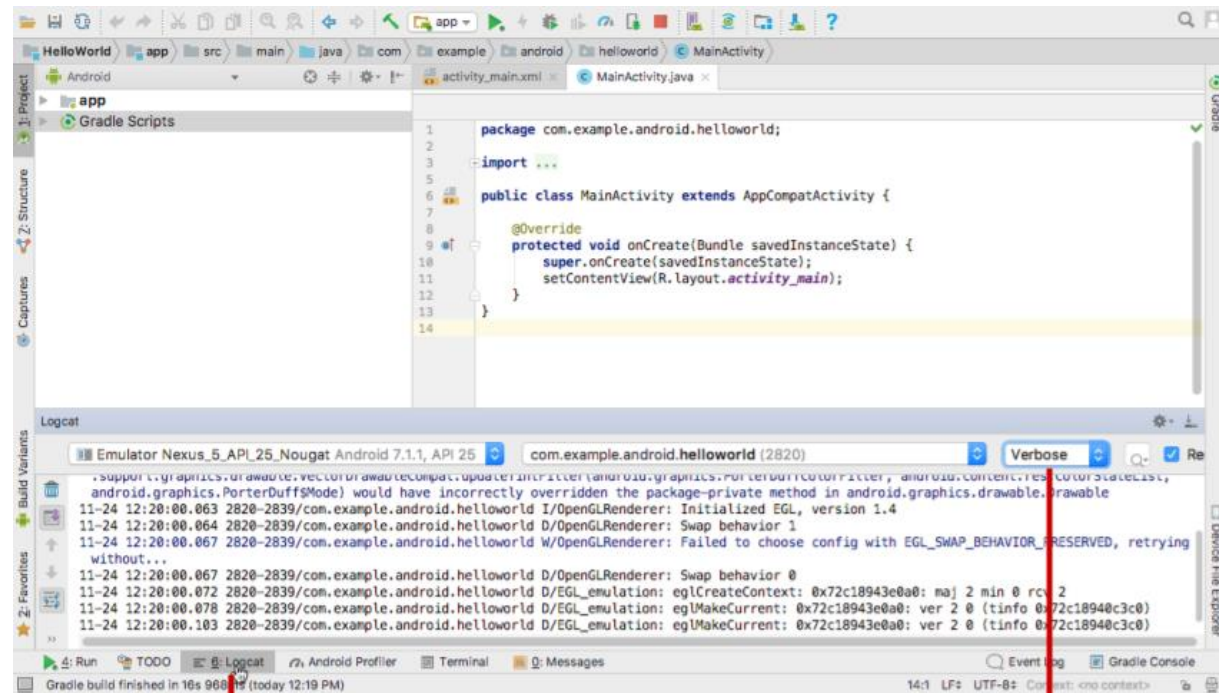 app
HelloWorld app src main java com example android helloworld MainActivity
Android
activity_main.xml
MainActivity.java
1: Project
Z: Structure
Captures
Build Variants
2: Favorites
app
Gradle Scripts
1 package com.example.android.helloworld;
2
3 import ...
5
6 public class MainActivity extends AppCompatActivity {
7
8 @Override
9 protected void onCreate(Bundle savedInstanceState) {
10 super.onCreate(savedInstanceState);
11 setContentView(R.layout.activity_main);
12 }
13 }
14
Gradle
Device File Explorer
Logcat
Emulator Nexus_5_API_25_Nougat Android 7.1.1, API 25
com.example.android.helloworld (2820)
Verbose
Re
android.graphics.PorterDuff$Mode) would have incorrectly overridden the package-private method in android.graphics.drawable.Drawable
11-24 12:20:00.063 2820-2839/com.example.android.helloworld I/OpenGLRenderer: Initialized EGL, version 1.4
11-24 12:20:00.064 2820-2839/com.example.android.helloworld D/OpenGLRenderer: Swap behavior 1
11-24 12:20:00.067 2820-2839/com.example.android.helloworld W/OpenGLRenderer: Failed to choose config with EGL_SWAP_BEHAVIOR_PRESERVED, retrying
without...
11-24 12:20:00.067 2820-2839/com.example.android.helloworld D/OpenGLRenderer: Swap behavior 0
11-24 12:20:00.072 2820-2839/com.example.android.helloworld D/EGL_emulation: eglCreateContext: 0x72c18943e0a0: maj 2 min 0 rcv 2
11-24 12:20:00.078 2820-2839/com.example.android.helloworld D/EGL_emulation: eglMakeCurrent: 0x72c18943e0a0: ver 2 0 (tinfo 0x72c18940c3c0)
11-24 12:20:00.103 2820-2839/com.example.android.helloworld D/EGL_emulation: eglMakeCurrent: 0x72c18943e0a0: ver 2 0 (tinfo 0x72c18940c3c0)
4: Run TODO 6: Logcat Android Profiler Terminal 0: Messages Event Log Gradle Console
Gradle build finished in 16s (today 12:19 PM) 14:1 LF UTF-8 Context: <no context>